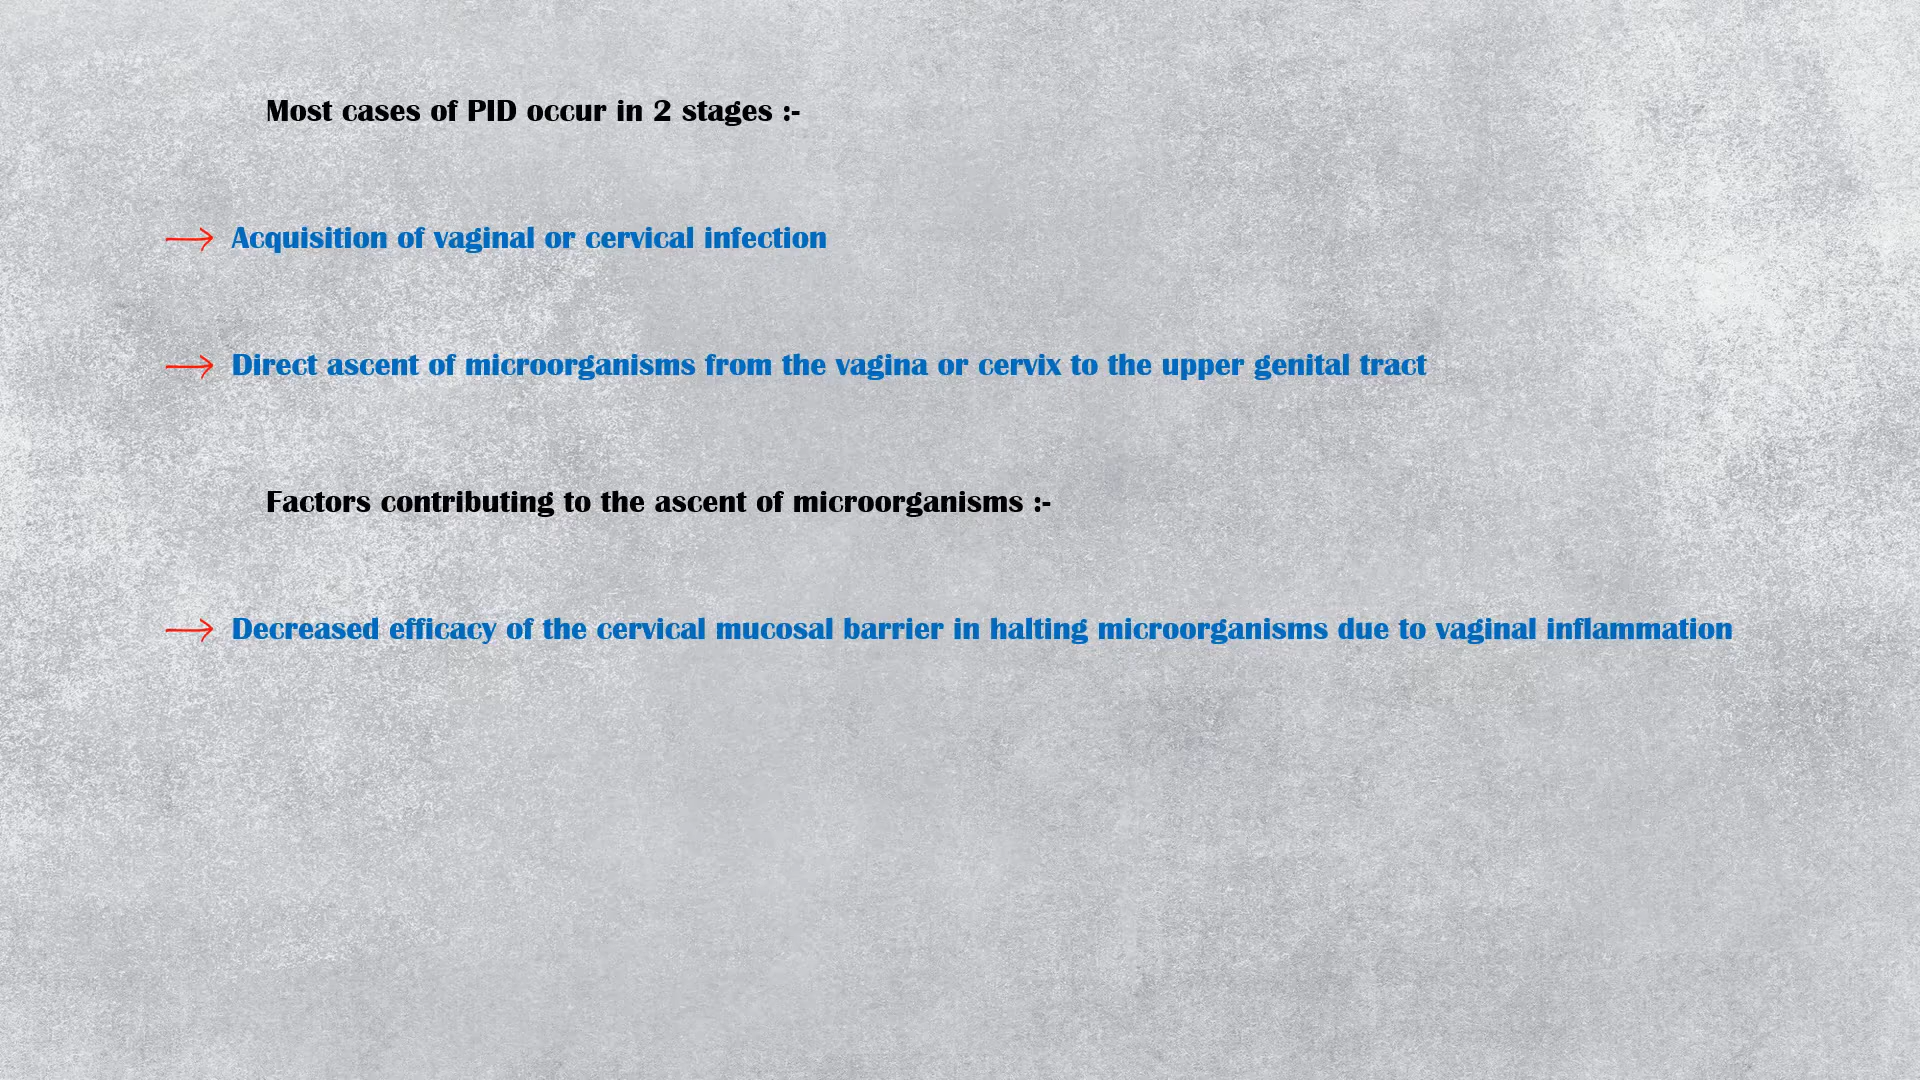 Most cases of PID occur in 2 stages :-
→ Acquisition of vaginal or cervical infection
→ Direct ascent of microorganisms from the vagina or cervix to the upper genital tract
Factors contributing to the ascent of microorganisms :-
→ Decreased efficacy of the cervical mucosal barrier in halting microorganisms due to vaginal inflammation